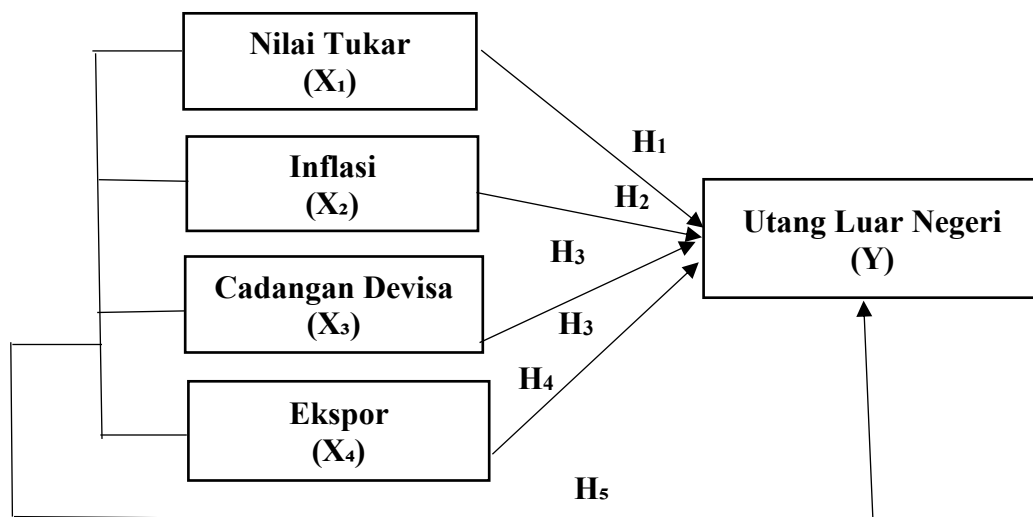 Nilai Tukar
(X₁)
H₁
Inflasi
(X₂)
H₂
Utang Luar Negeri
(Y)
H₃
Cadangan Devisa
(X₃)
H₃
H₄
Ekspor
(X₄)
H₅